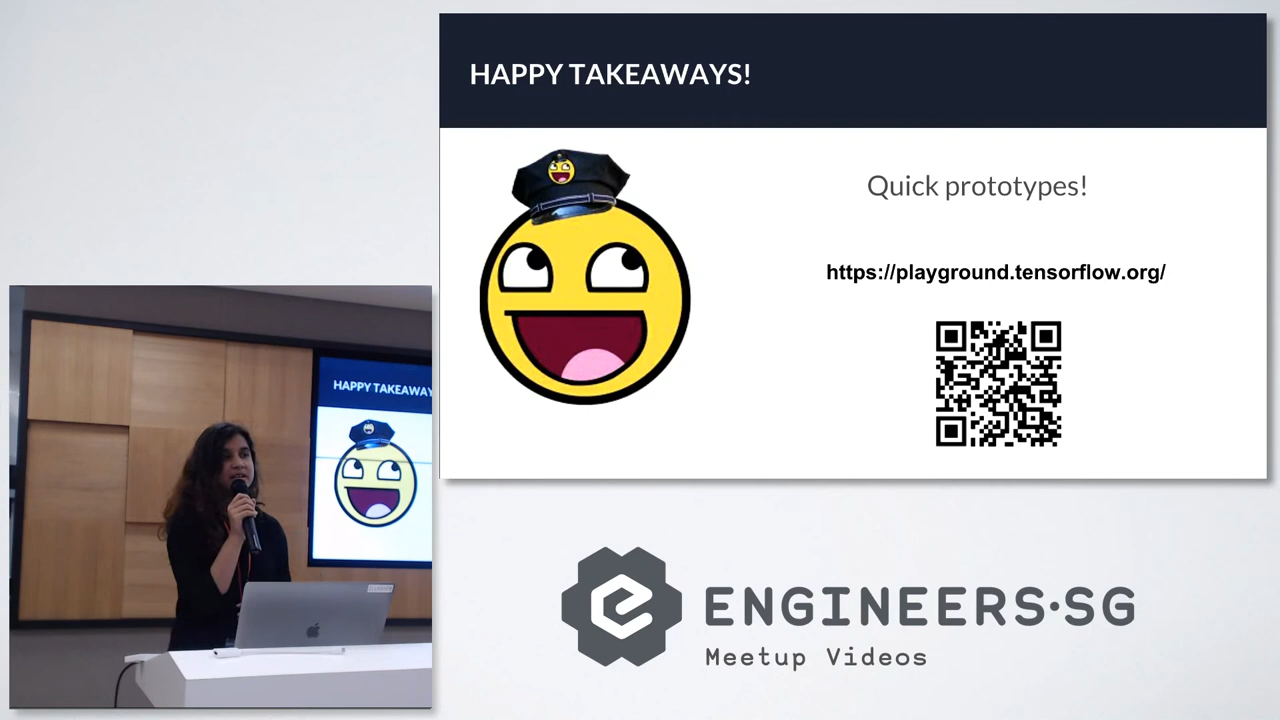 HAPPY TAKEAWAYS!
Quick prototypes!
https://playground.tensorflow.org/
HAPPY TAKEAWAY
ENGINEERS·SG
Meetup Videos